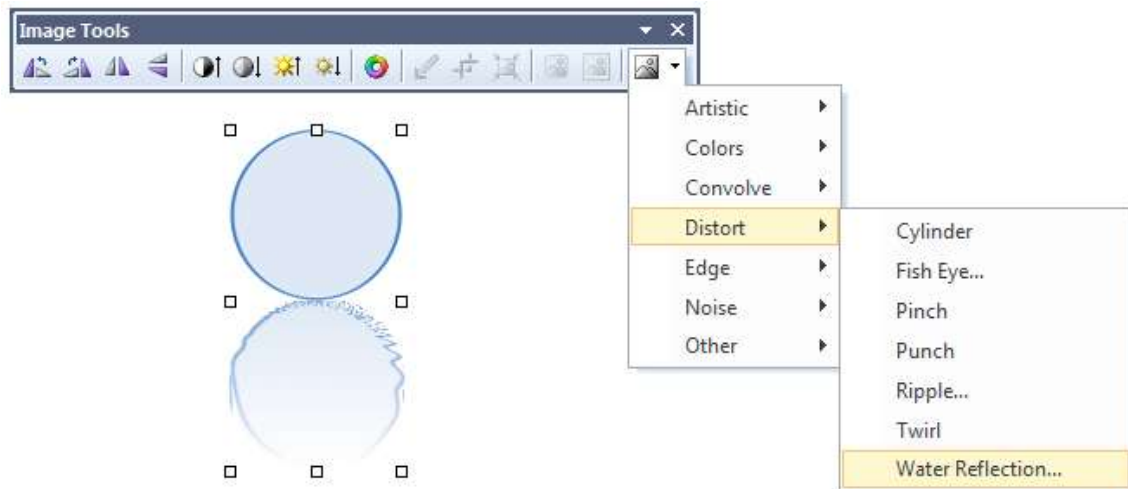 Image Tools
Artistic
Colors
Convolve
Distort
Edge
Noise
Other
Cylinder
Fish Eye...
Pinch
Punch
Ripple...
Twirl
Water Reflection...